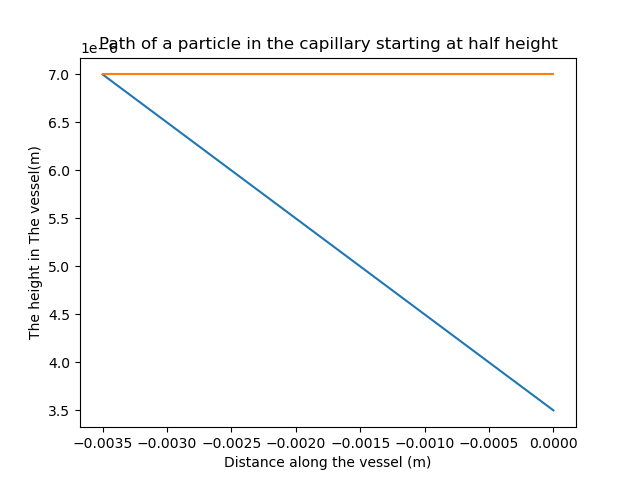 Path of a particle in the capillary starting at half height
1e−6
7.0
6.5
6.0
5.5
5.0
4.5
4.0
3.5
The height in The vessel(m)
−0.0035 −0.0030 −0.0025 −0.0020 −0.0015 −0.0010 −0.0005 0.0000
Distance along the vessel (m)